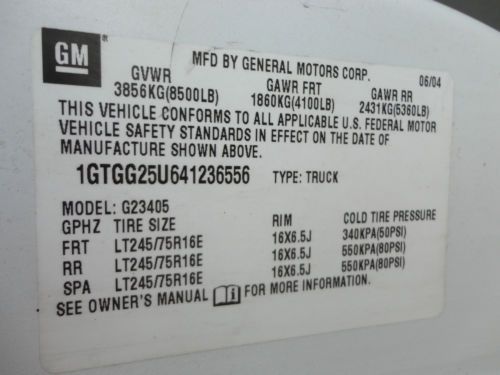 GM
MFD BY GENERAL MOTORS CORP. 06/04
GVWR GAWR FRT GAWR RR
3856KG(8500LB) 1860KG(4100LB) 2431KG(5360LB)
THIS VEHICLE CONFORMS TO ALL APPLICABLE U.S. FEDERAL MOTOR
VEHICLE SAFETY STANDARDS IN EFFECT ON THE DATE OF
MANUFACTURE SHOWN ABOVE.
1GTGG25U641236556 TYPE: TRUCK
MODEL: G23405
GPHZ TIRE SIZE RIM COLD TIRE PRESSURE
FRT LT245/75R16E 16X6.5J 340KPA(50PSI)
RR LT245/75R16E 16X6.5J 550KPA(80PSI)
SPA LT245/75R16E 16X6.5J 550KPA(80PSI)
SEE OWNER'S MANUAL FOR MORE INFORMATION.